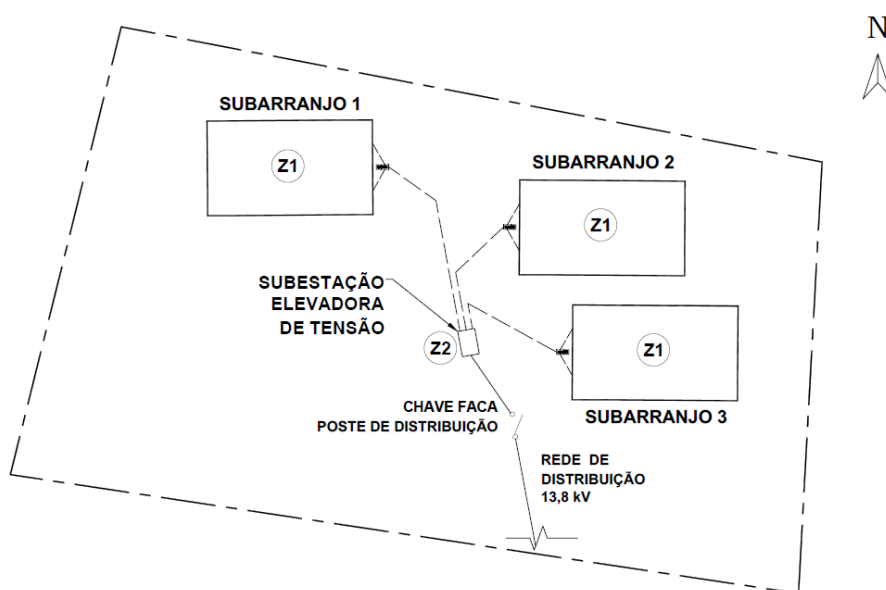 N
SUBARRANJO 1
Z1
SUBARRANJO 2
Z1
SUBESTAÇÃO
ELEVADORA
DE TENSÃO
Z2
Z1
SUBARRANJO 3
CHAVE FACA
POSTE DE DISTRIBUIÇÃO
REDE DE
DISTRIBUIÇÃO
13,8 kV